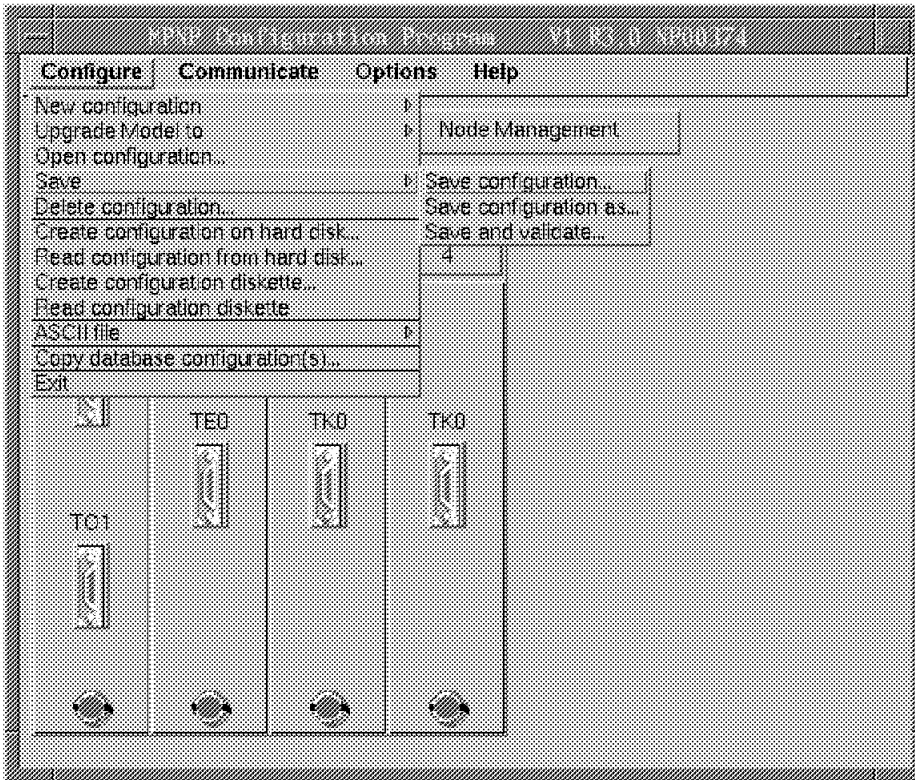 MPNP Configuration Program V1 R3.0 NP00374
Configure Communicate Options Help
New configuration
Upgrade Model to
Node Management
Open configuration...
Save
Save configuration...
Delete configuration...
Save configuration as...
Create configuration on hard disk...
Save and validate...
Read configuration from hard disk...
4
Create configuration diskette...
Read configuration diskette
ASCII file
Copy database configuration(s)...
Exit
TE0 TK0 TK0
TO1